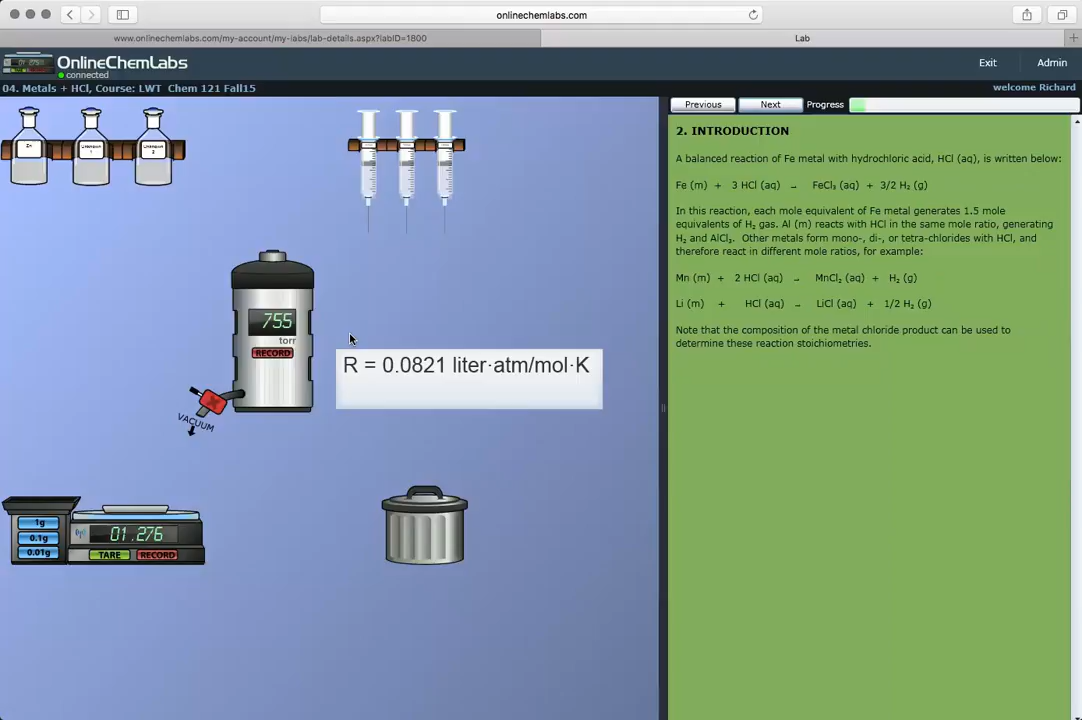 onlinechemlabs.com
www.onlinechemlabs.com/my-account/my-labs/lab-details.aspx?labID=1800
Lab
OnlineChemLabs
connected
Exit
Admin
04. Metals + HCl, Course: LWT Chem 121 Fall15
welcome Richard
Previous
Next
Progress
2. INTRODUCTION
A balanced reaction of Fe metal with hydrochloric acid, HCl (aq), is written below:
Fe (m) + 3 HCl (aq) → FeCl₃ (aq) + 3/2 H₂ (g)
In this reaction, each mole equivalent of Fe metal generates 1.5 mole
equivalents of H₂ gas. Al (m) reacts with HCl in the same mole ratio, generating
H₂ and AlCl₃. Other metals form mono-, di-, or tetra-chlorides with HCl, and
therefore react in different mole ratios, for example:
Mn (m) + 2 HCl (aq) → MnCl₂ (aq) + H₂ (g)
Li (m) + HCl (aq) → LiCl (aq) + 1/2 H₂ (g)
Note that the composition of the metal chloride product can be used to
determine these reaction stoichiometries.
Unknown
1
Unknown
2
755
torr
RECORD
R = 0.0821 liter·atm/mol·K
VACUUM
1g
0.1g
0.01g
01.276
TARE
RECORD